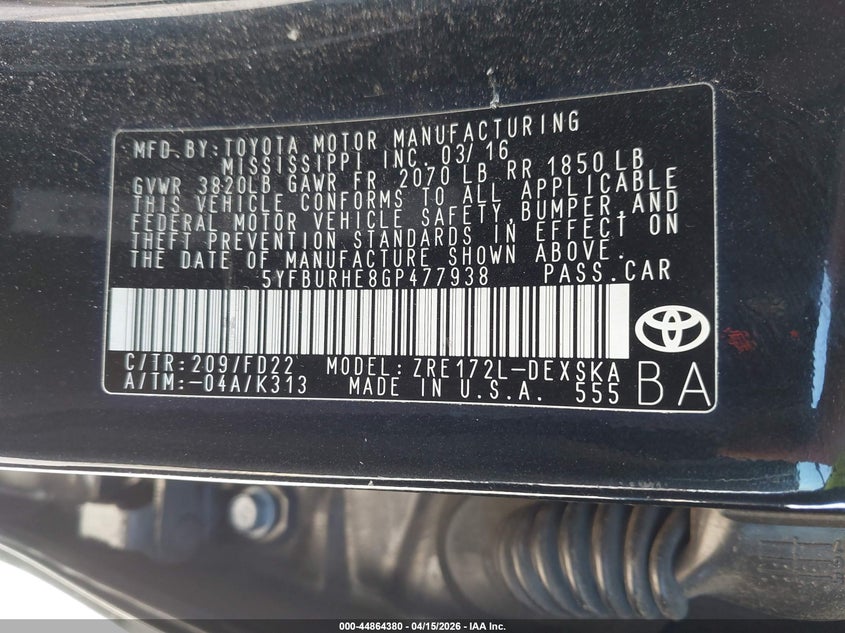 MFD.BY:TOYOTA MOTOR MANUFACTURING
MISSISSIPPI INC. 03/16
GVWR 3820LB GAWR FR 2070 LB RR 1850 LB
THIS VEHICLE CONFORMS TO ALL APPLICABLE
FEDERAL MOTOR VEHICLE SAFETY,BUMPER,AND
THEFT PREVENTION STANDARDS IN EFFECT ON
THE DATE OF MANUFACTURE SHOWN ABOVE.
5YFBURHE8GP477938 PASS.CAR
C/TR:209/FD22 MODEL:ZRE172L-DEXSKA
A/TM:-04A/K313 MADE IN U.S.A. 555
BA
000-44864380 - 04/15/2026 - IAA Inc.